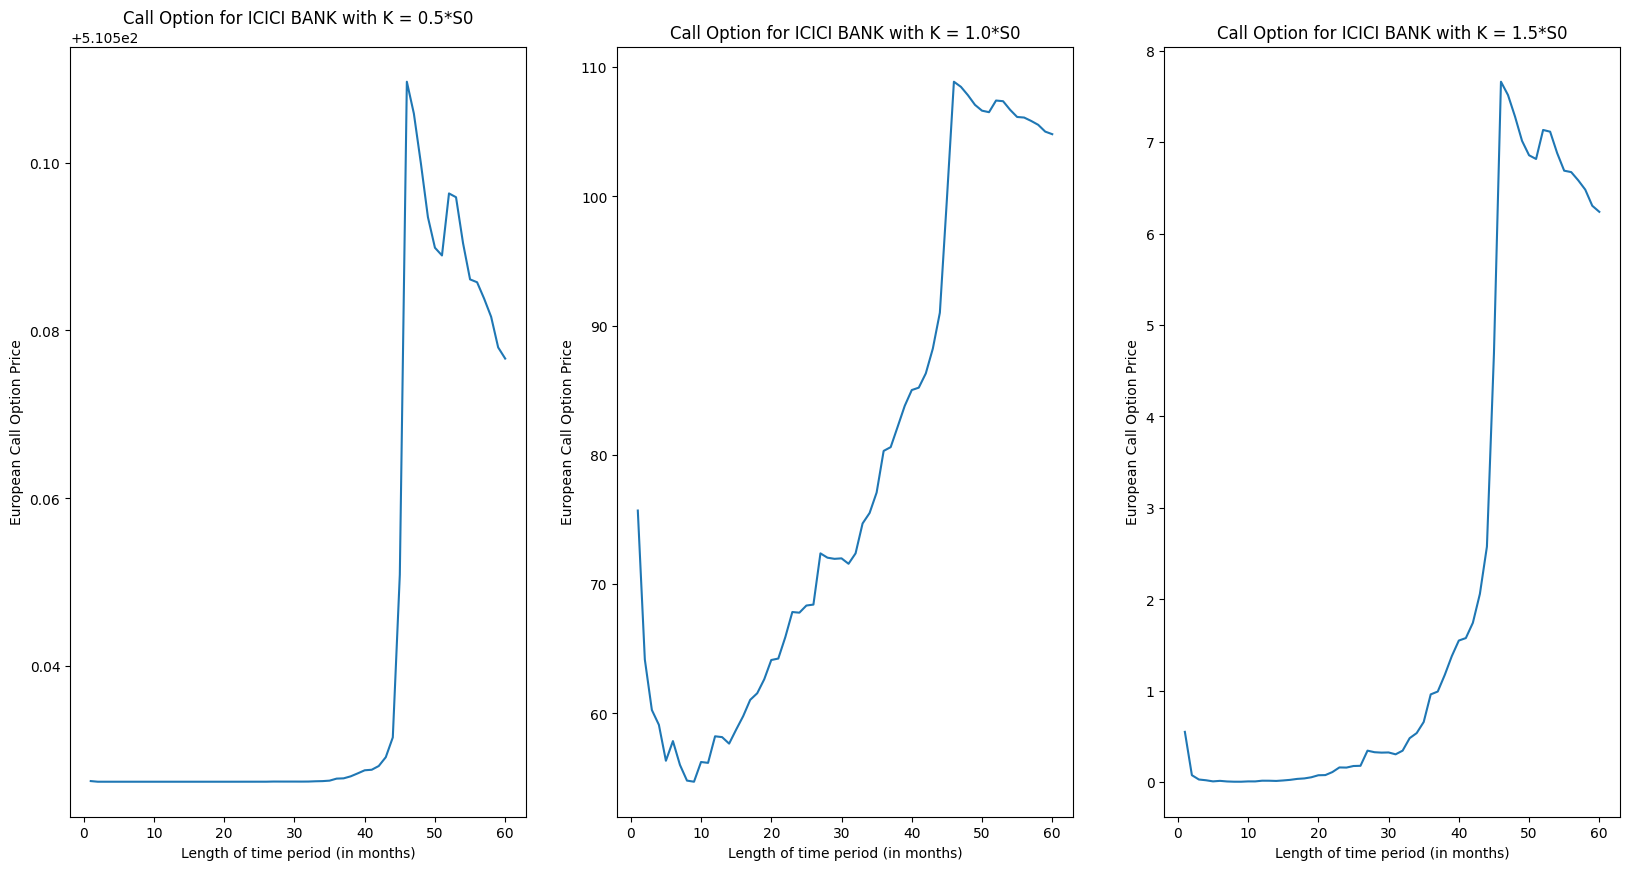 Call Option for ICICI BANK with K = 0.5*S0
+5.105e2
0.10
0.08
0.06
0.04
European Call Option Price
0 10 20 30 40 50 60
Length of time period (in months)
Call Option for ICICI BANK with K = 1.0*S0
110
100
90
80
70
60
European Call Option Price
0 10 20 30 40 50 60
Length of time period (in months)
Call Option for ICICI BANK with K = 1.5*S0
8
7
6
5
4
3
2
1
0
European Call Option Price
0 10 20 30 40 50 60
Length of time period (in months)